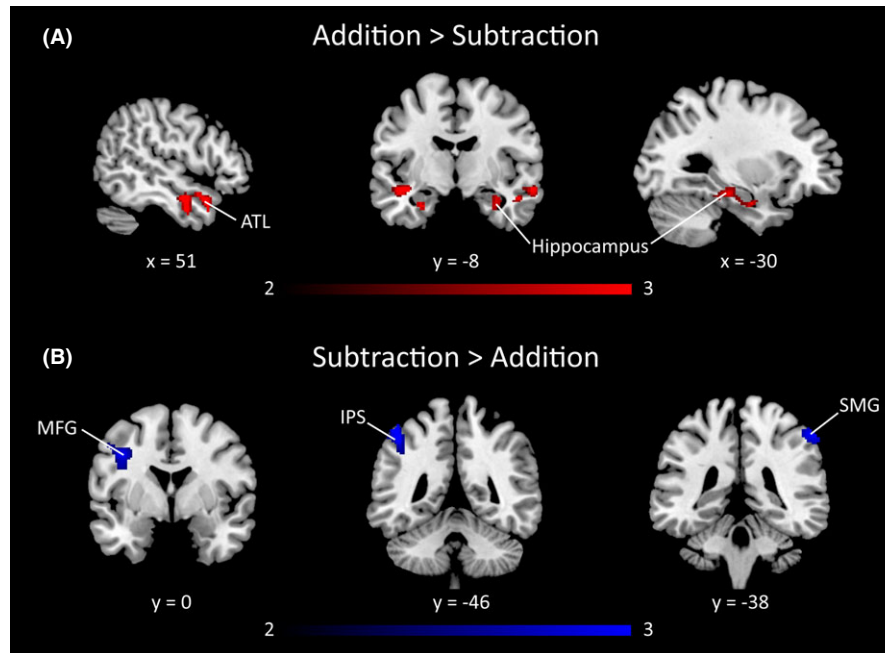 (A)
Addition > Subtraction
ATL
Hippocampus
x = 51
y = -8
x = -30
2
3
(B)
Subtraction > Addition
MFG
IPS
SMG
y = 0
y = -46
y = -38
2
3